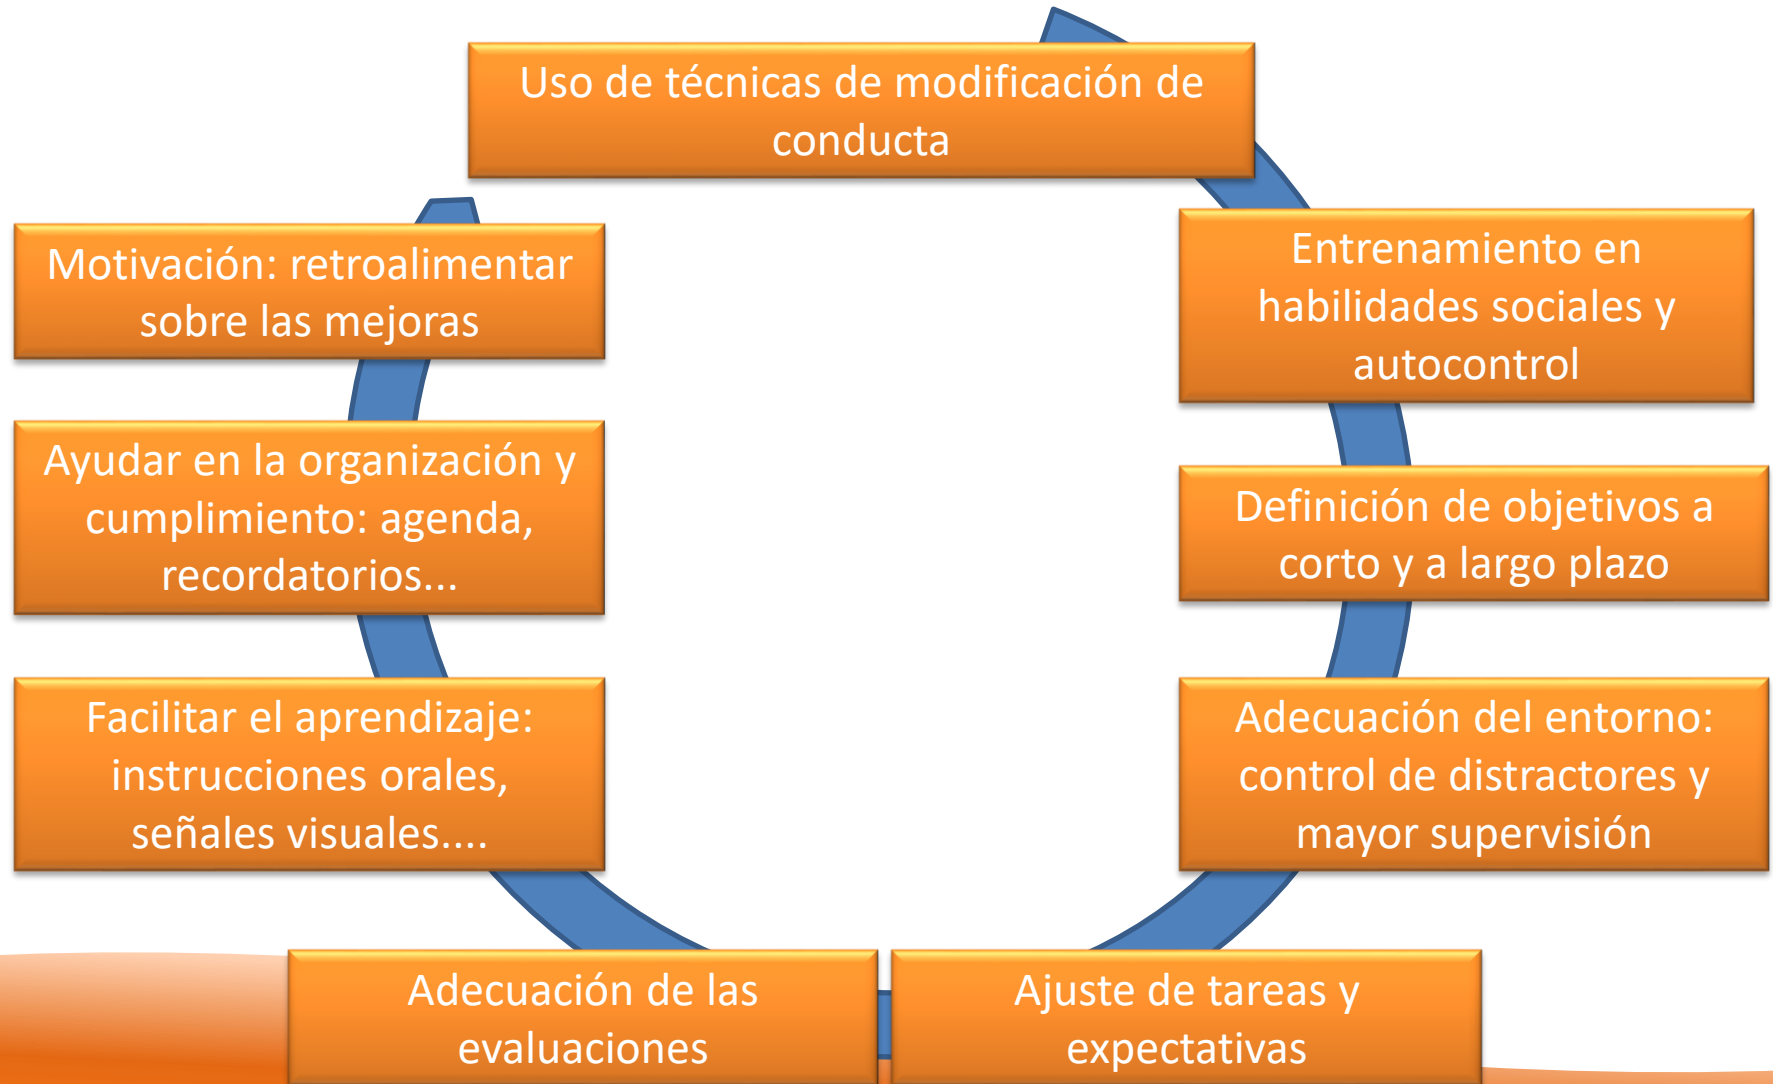 Uso de técnicas de modificación de
conducta
Entrenamiento en
habilidades sociales y
autocontrol
Definición de objetivos a
corto y a largo plazo
Adecuación del entorno:
control de distractores y
mayor supervisión
Ajuste de tareas y
expectativas
Adecuación de las
evaluaciones
Facilitar el aprendizaje:
instrucciones orales,
señales visuales....
Ayudar en la organización y
cumplimiento: agenda,
recordatorios...
Motivación: retroalimentar
sobre las mejoras